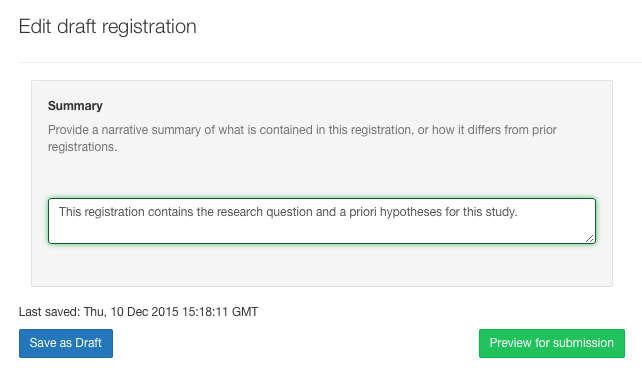 Edit draft registration
Summary
Provide a narrative summary of what is contained in this registration, or how it differs from prior
registrations.
This registration contains the research question and a priori hypotheses for this study.
Last saved: Thu, 10 Dec 2015 15:18:11 GMT
Save as Draft
Preview for submission